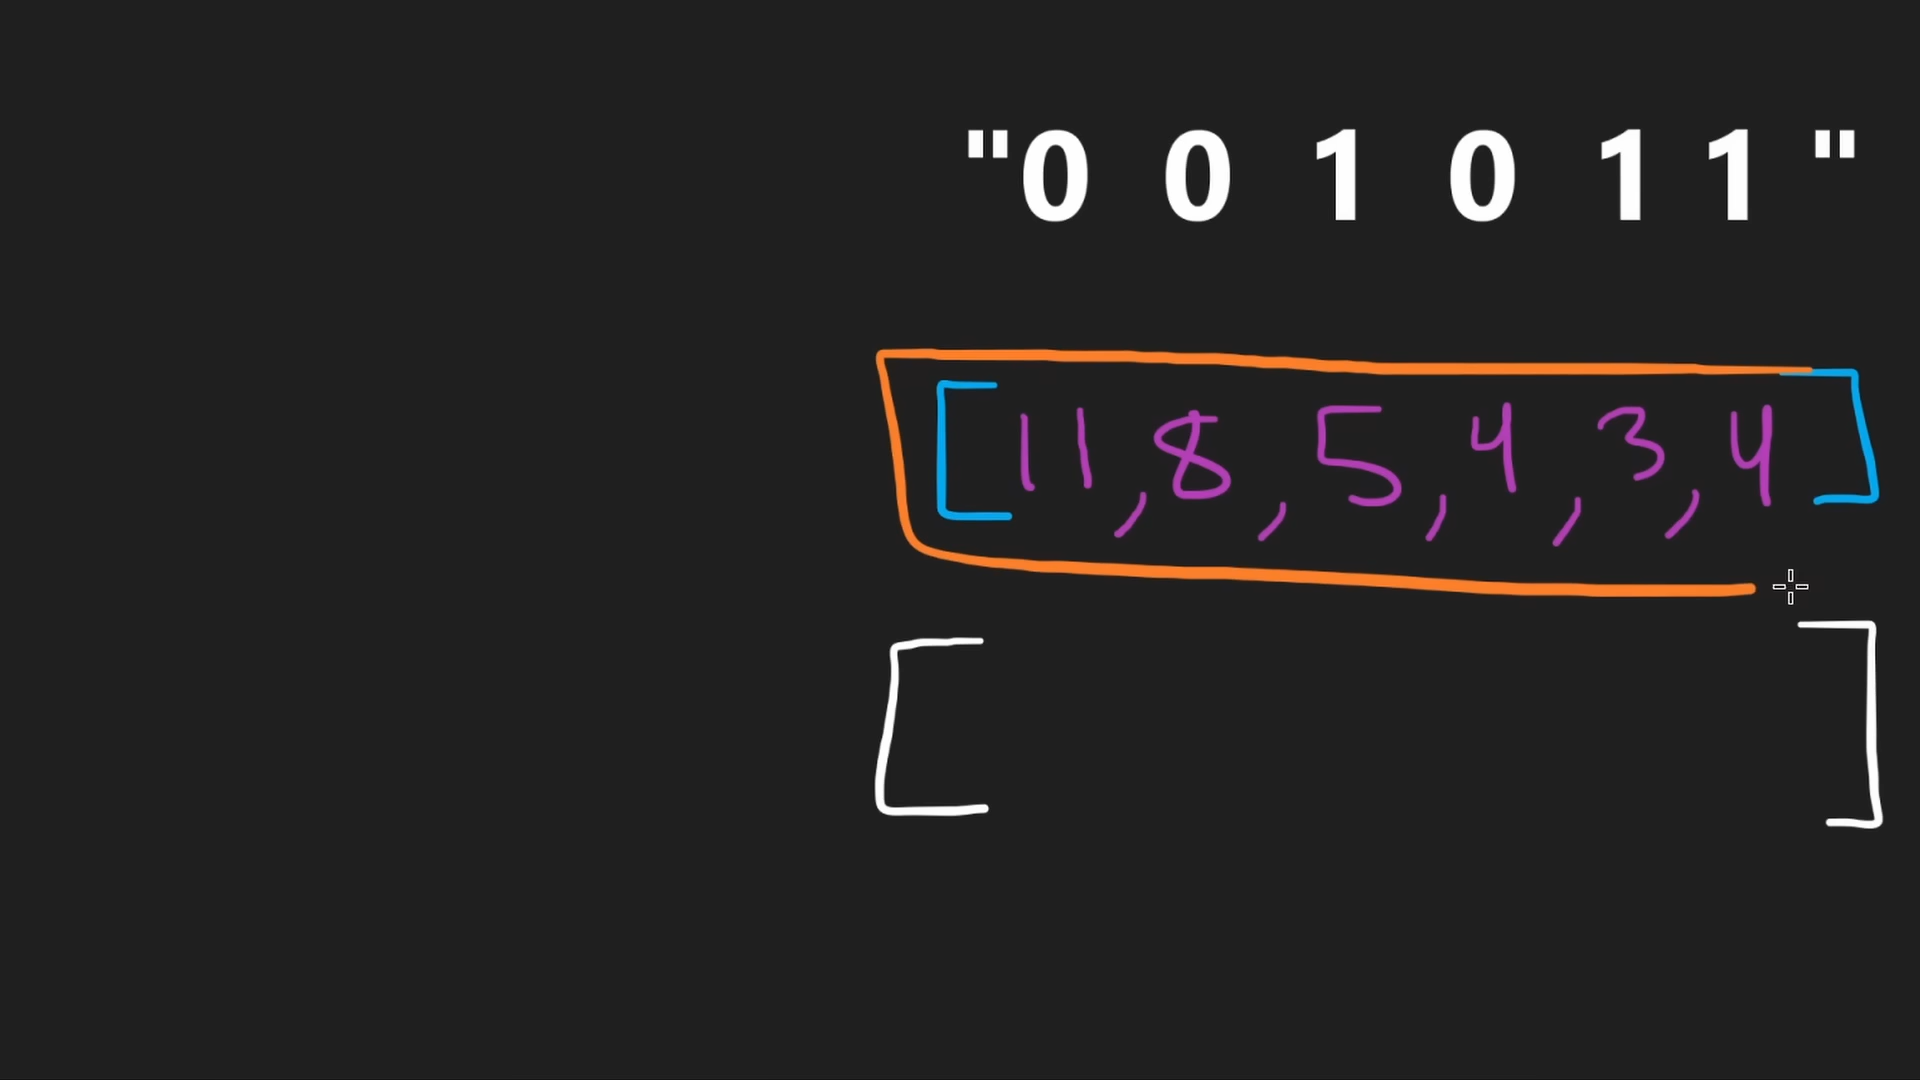 "0 0 1 0 1 1"
[11, 8, 5, 4, 3, 4]
[ ]